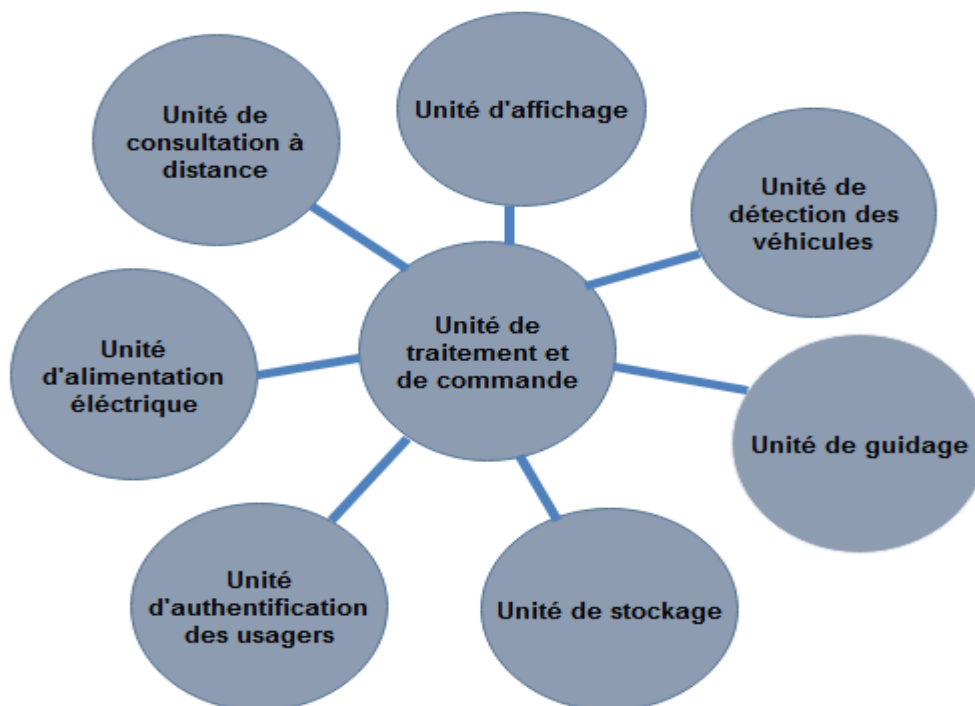 Unité de
consultation à
distance
Unité d'affichage
Unité de
détection des
véhicules
Unité de
traitement et
de commande
Unité
d'alimentation
éléctrique
Unité de guidage
Unité
d'authentification
des usagers
Unité de stockage